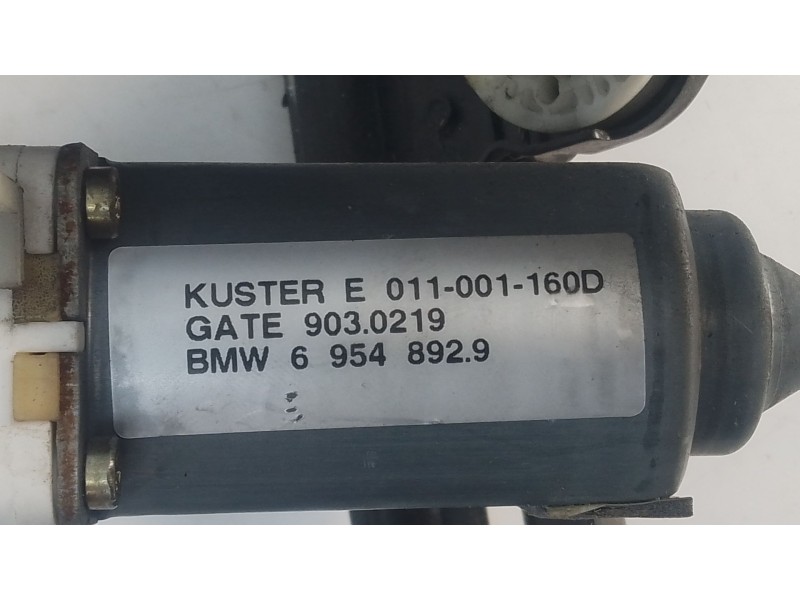 KUSTER E 011-001-160D
GATE 903.0219
BMW 6 954 892.9